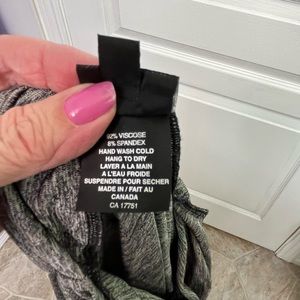 92% VISCOSE
8% SPANDEX
HAND WASH COLD
HANG TO DRY
LAVER A LA MAIN
A L'EAU FROIDE
SUSPENDRE POUR SECHER
MADE IN / FAIT AU
CANADA
CA 17751